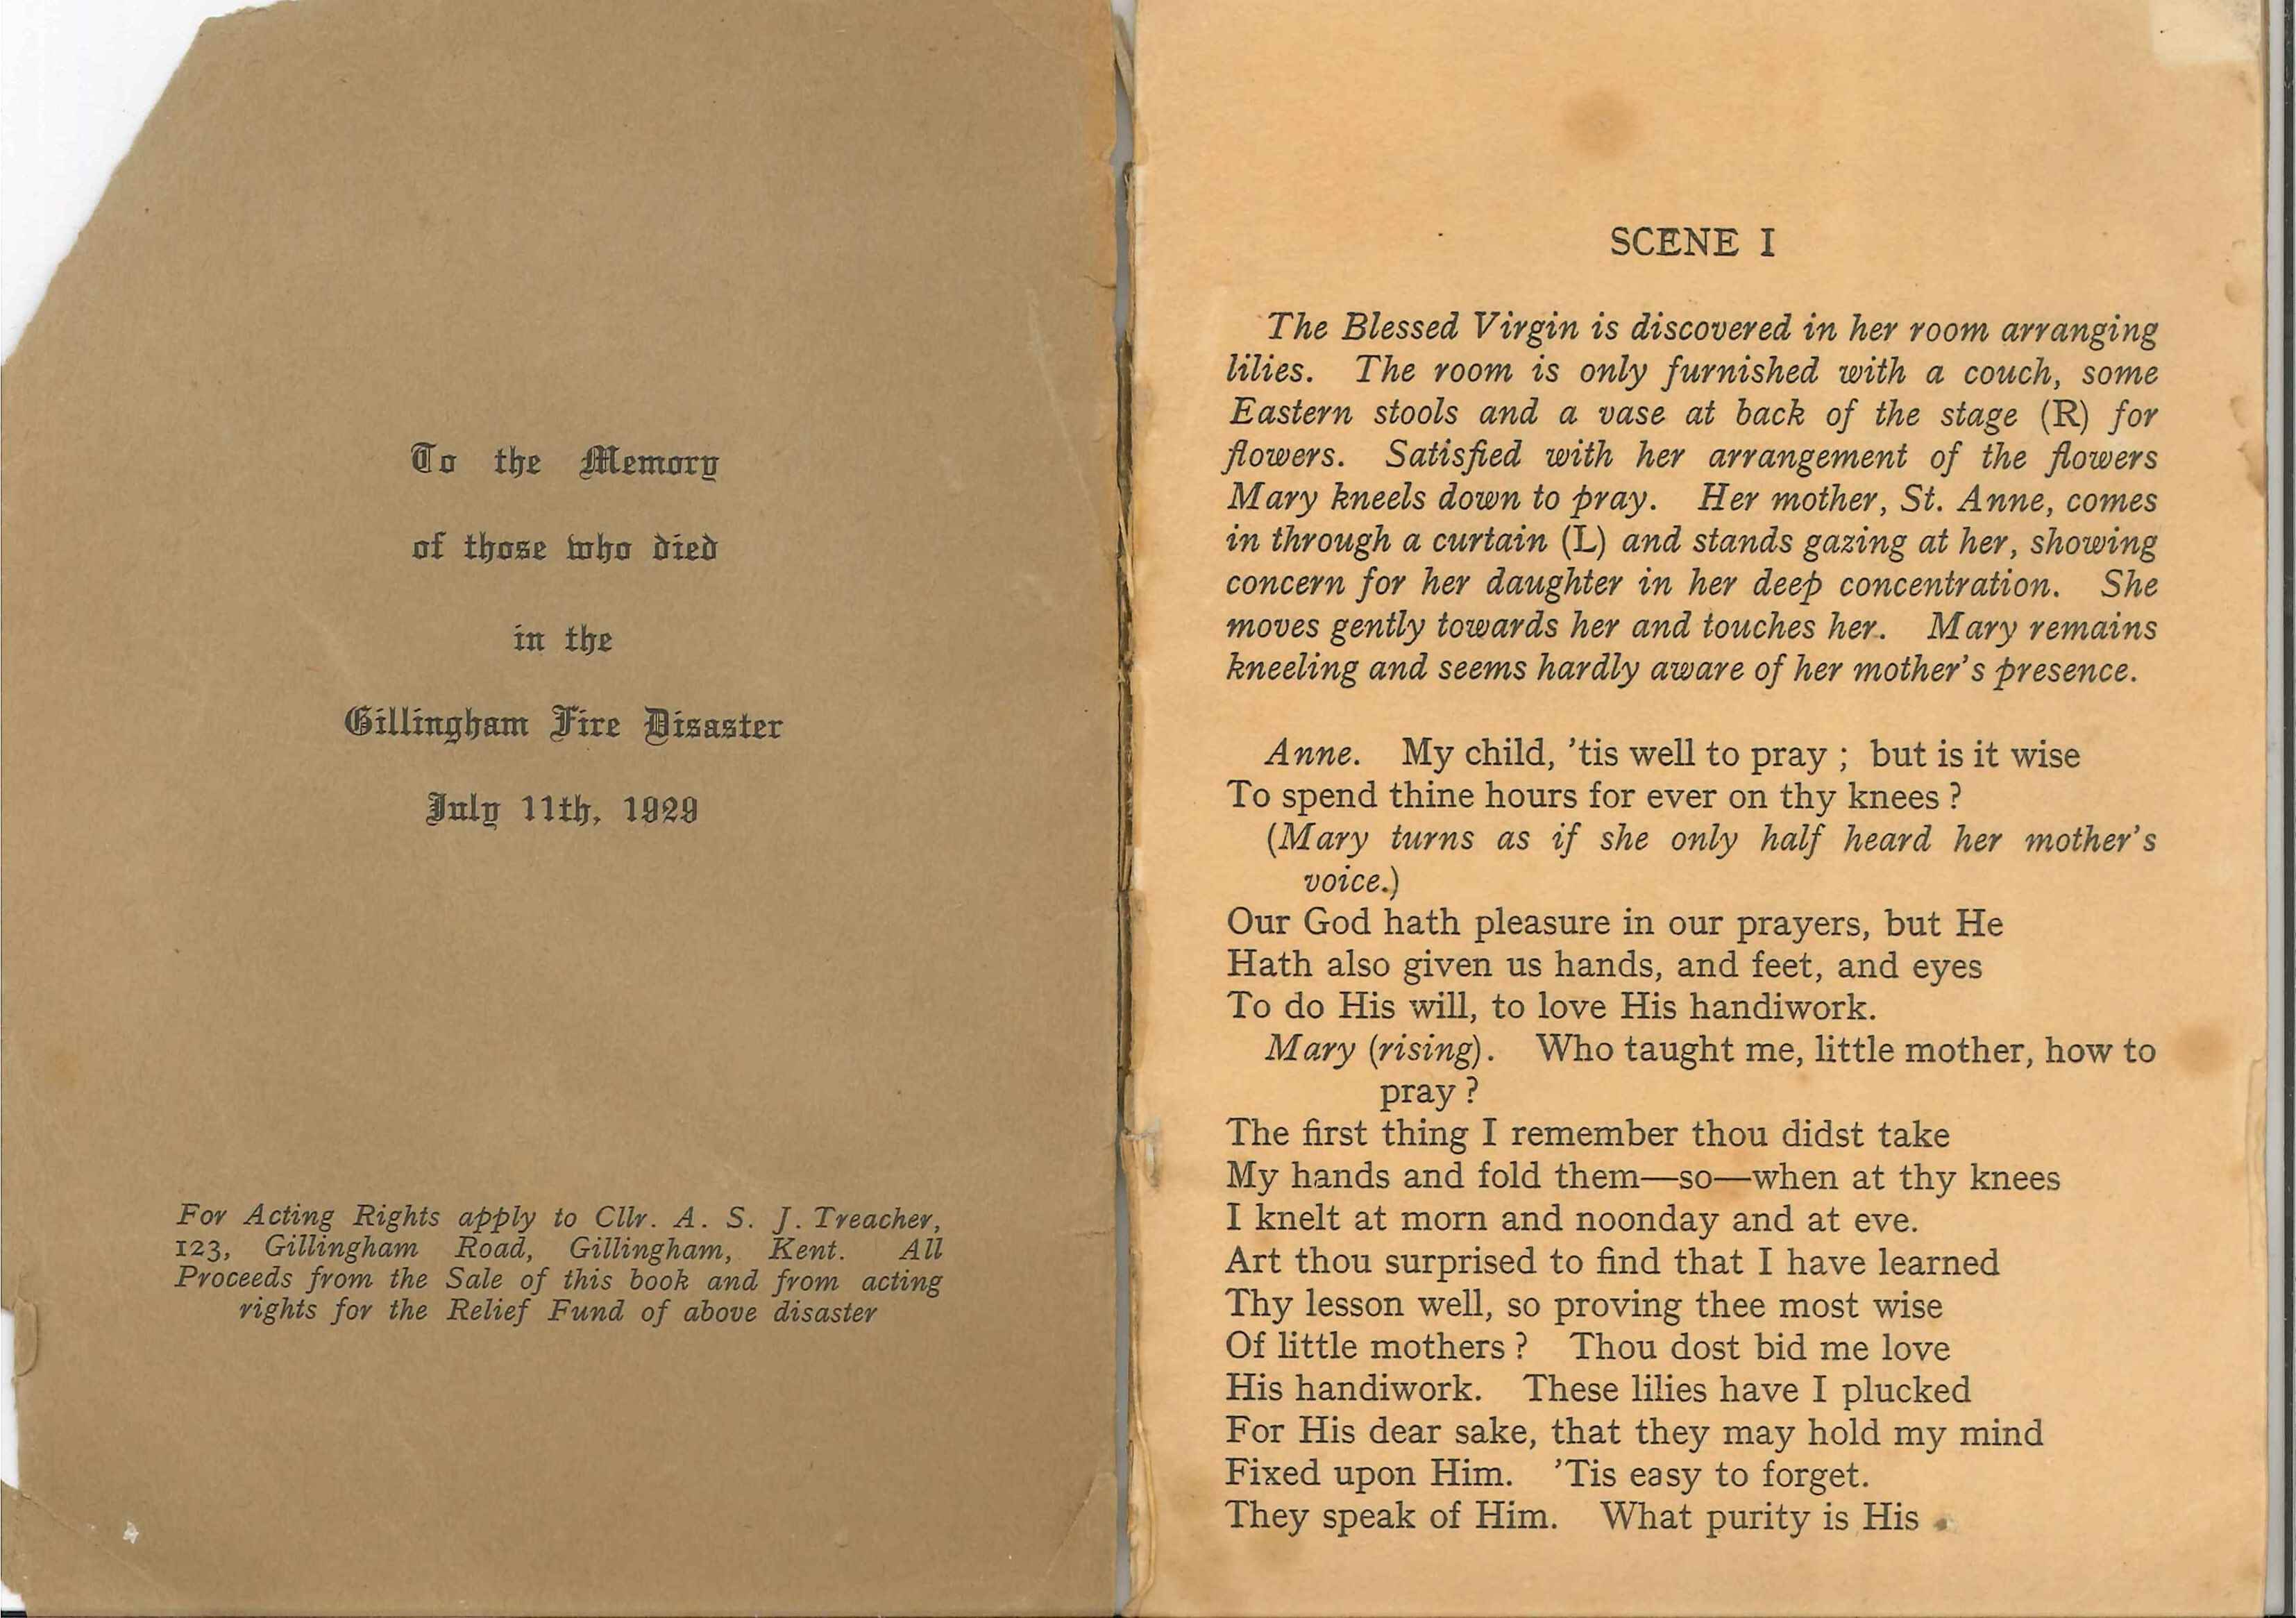 To the Memory
of those who died
in the
Gillingham Fire Disaster
July 11th, 1929
For Acting Rights apply to Cllr. A. S. J. Treacher,
123, Gillingham Road, Gillingham, Kent. All
Proceeds from the Sale of this book and from acting
rights for the Relief Fund of above disaster
SCENE I
The Blessed Virgin is discovered in her room arranging
lilies. The room is only furnished with a couch, some
Eastern stools and a vase at back of the stage (R) for
flowers. Satisfied with her arrangement of the flowers
Mary kneels down to pray. Her mother, St. Anne, comes
in through a curtain (L) and stands gazing at her, showing
concern for her daughter in her deep concentration. She
moves gently towards her and touches her. Mary remains
kneeling and seems hardly aware of her mother's presence.
Anne. My child, 'tis well to pray ; but is it wise
To spend thine hours for ever on thy knees ?
(Mary turns as if she only half heard her mother's
voice.)
Our God hath pleasure in our prayers, but He
Hath also given us hands, and feet, and eyes
To do His will, to love His handiwork.
Mary (rising). Who taught me, little mother, how to
pray ?
The first thing I remember thou didst take
My hands and fold them—so—when at thy knees
I knelt at morn and noonday and at eve.
Art thou surprised to find that I have learned
Thy lesson well, so proving thee most wise
Of little mothers ? Thou dost bid me love
His handiwork. These lilies have I plucked
For His dear sake, that they may hold my mind
Fixed upon Him. 'Tis easy to forget.
They speak of Him. What purity is His